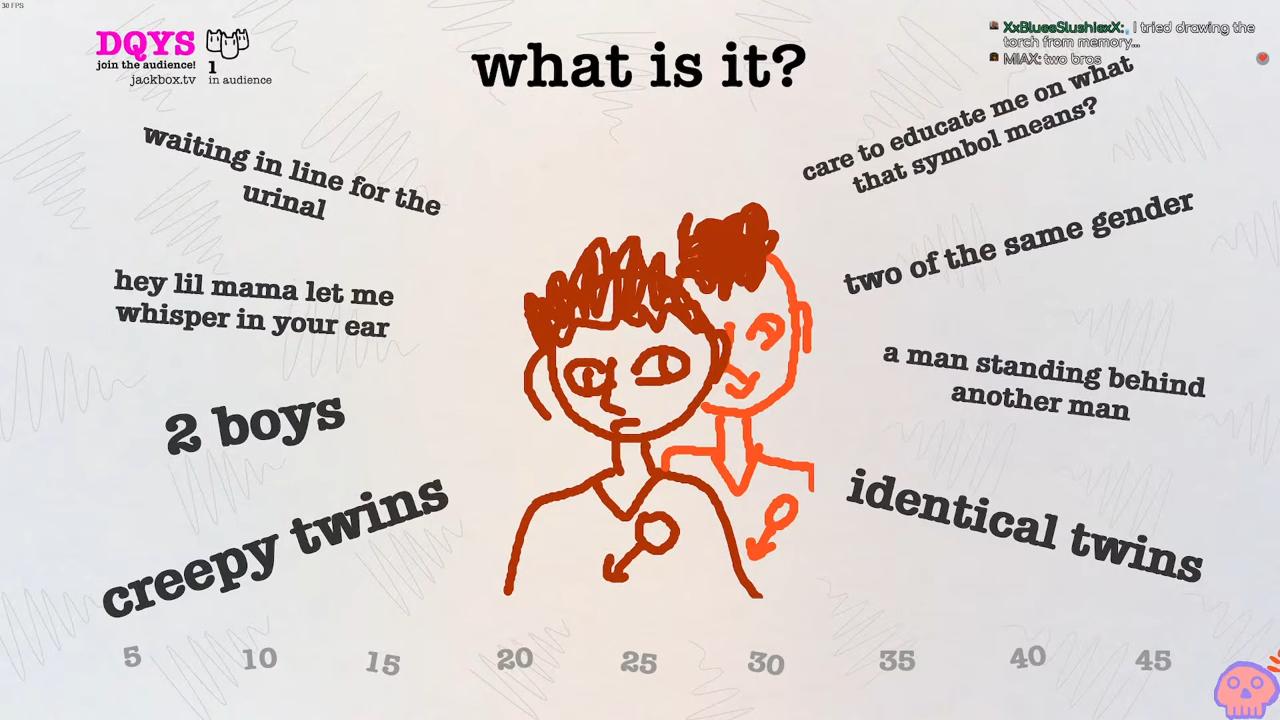 30 FPS
DQYS
join the audience!
jackbox.tv
1
in audience
what is it?
XxBluesSlushiexX: I tried drawing the
torch from memory...
MIAX: two bros
waiting in line for the
urinal
care to educate me on what
that symbol means?
hey lil mama let me
whisper in your ear
two of the same gender
2 boys
a man standing behind
another man
creepy twins
identical twins
5 10 15 20 25 30 35 40 45